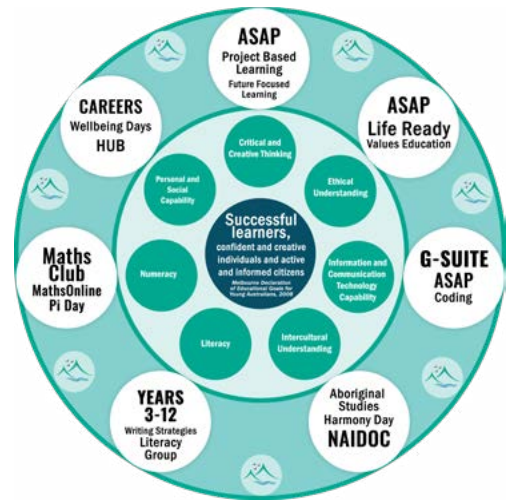 ASAP
Project Based
Learning
Future Focused
Learning
ASAP
Life Ready
Values Education
G-SUITE
ASAP
Coding
Aboriginal
Studies
Harmony Day
NAIDOC
YEARS
3-12
Writing Strategies
Literacy
Group
Maths
Club
MathsOnline
Pi Day
CAREERS
Wellbeing Days
HUB
Critical and
Creative Thinking
Ethical
Understanding
Information and
Communication
Technology
Capability
Intercultural
Understanding
Literacy
Numeracy
Personal and
Social
Capability
Successful
learners,
confident and creative
individuals and active
and informed citizens
Melbourne Declaration
of Educational Goals for
Young Australians, 2008